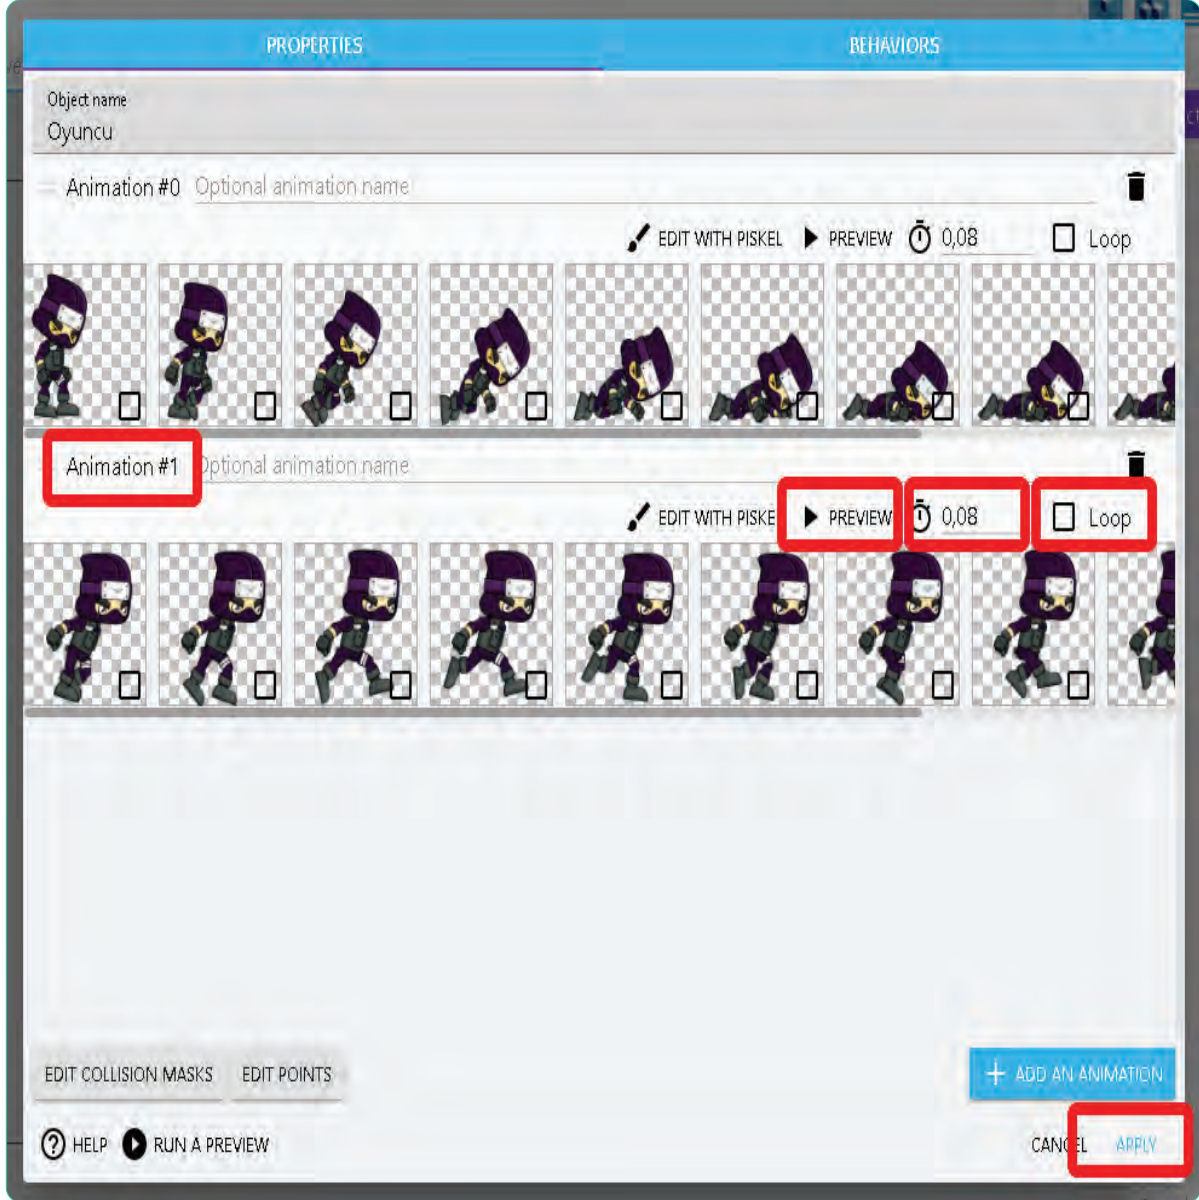 PROPERTIES BEHAVIORS
Object name
Oyuncu
Animation #0 Optional animation name
EDIT WITH PISKEL PREVIEW 0,08 Loop
Animation #1 Optional animation name
EDIT WITH PISKE PREVIEW 0,08 Loop
EDIT COLLISION MASKS EDIT POINTS ADD AN ANIMATION
HELP RUN A PREVIEW CANCEL APPLY